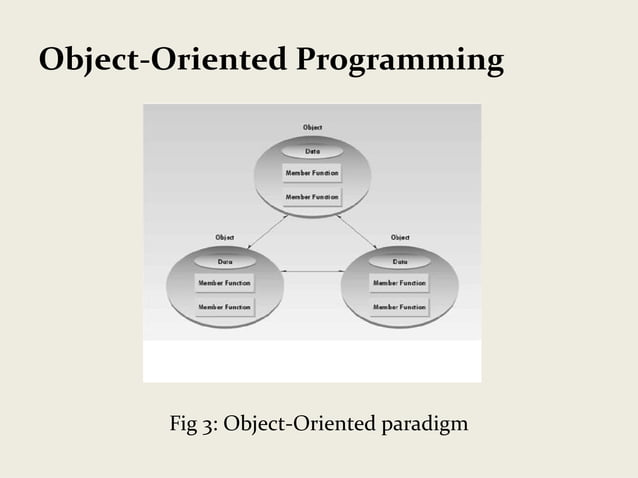 Object-Oriented Programming
Object
Data
Member Function
Member Function
Object
Data
Member Function
Member Function
Object
Data
Member Function
Member Function
Fig 3: Object-Oriented paradigm